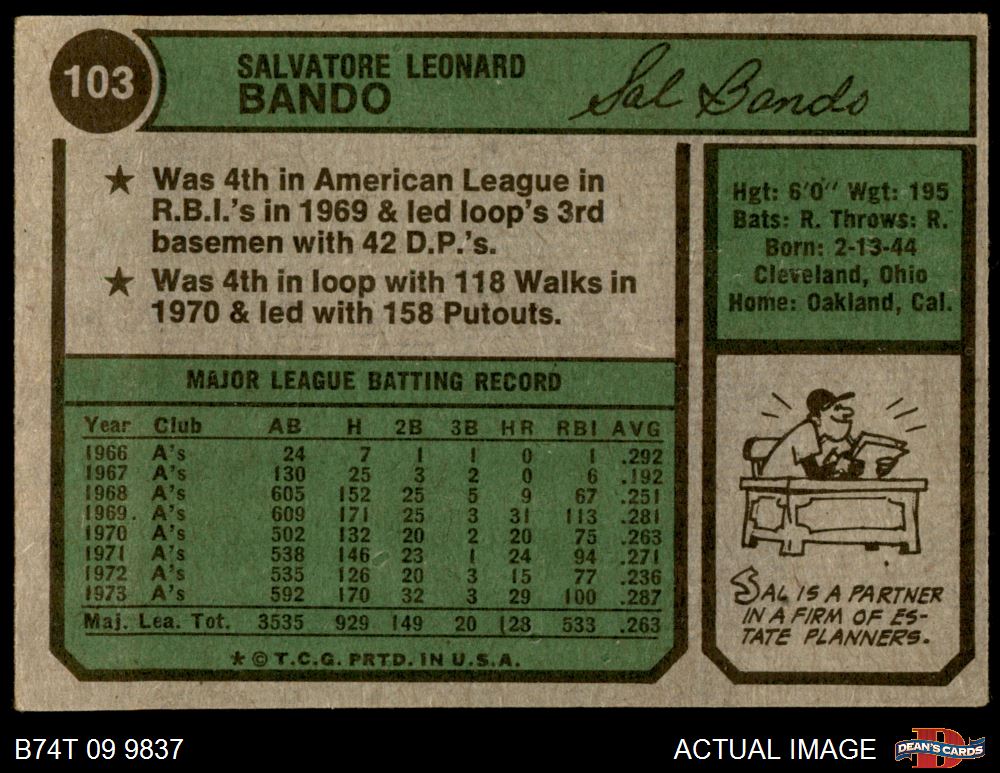 103
SALVATORE LEONARD
BANDO
Sal Bando
★ Was 4th in American League in
R.B.I.'s in 1969 & led loop's 3rd
basemen with 42 D.P.'s.
★ Was 4th in loop with 118 Walks in
1970 & led with 158 Putouts.
Hgt: 6'0" Wgt: 195
Bats: R. Throws: R.
Born: 2-13-44
Cleveland, Ohio
Home: Oakland, Cal.
MAJOR LEAGUE BATTING RECORD
Year Club AB H 2B 3B HR RBI AVG
1966 A's 24 7 1 1 0 1 .292
1967 A's 130 25 3 2 0 6 .192
1968 A's 605 152 25 5 9 67 .251
1969. A's 609 171 25 3 31 113 .281
1970 A's 502 132 20 2 20 75 .263
1971 A's 538 146 23 1 24 94 .271
1972 A's 535 126 20 3 15 77 .236
1973 A's 592 170 32 3 29 100 .287
Maj. Lea. Tot. 3535 929 149 20 128 533 .263
★ © T.C.G. PRTD. IN U.S.A.
SAL IS A PARTNER
IN A FIRM OF ES-
TATE PLANNERS.
B74T 09 9837
ACTUAL IMAGE
D
DEAN'S CARDS